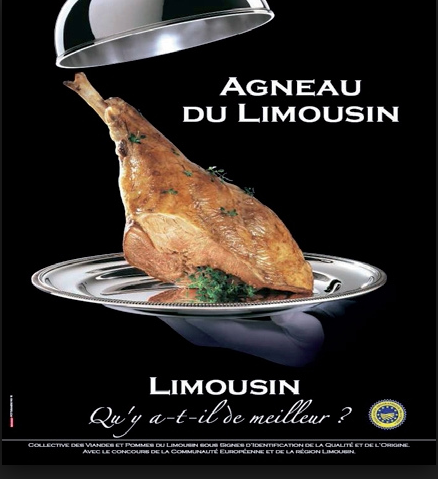 AGNEAU
DU LIMOUSIN
LIMOUSIN
Qu'y a-t-il de meilleur ?
COLLECTIVE DES VIANDES ET POMMES DU LIMOUSIN SOUS SIGNES D'IDENTIFICATION DE LA QUALITÉ ET DE L'ORIGINE.
AVEC LE CONCOURS DE LA COMMUNAUTÉ EUROPÉENNE ET DE LA RÉGION LIMOUSIN.